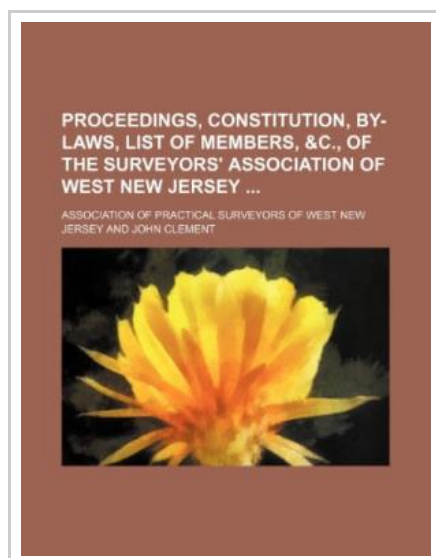 PROCEEDINGS, CONSTITUTION, BY-
LAWS, LIST OF MEMBERS, &C., OF
THE SURVEYORS' ASSOCIATION OF
WEST NEW JERSEY ...
ASSOCIATION OF PRACTICAL SURVEYORS OF WEST NEW
JERSEY AND JOHN CLEMENT